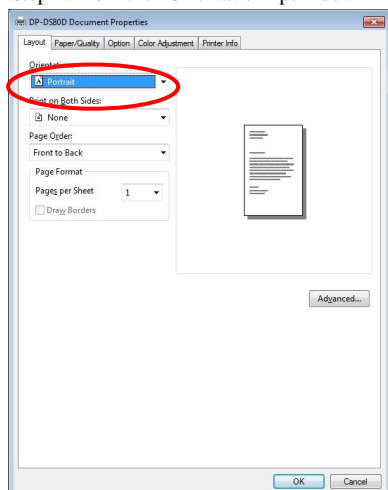 DP-DS80D Document Properties
Layout Paper/Quality Option Color Adjustment Printer Info
Orientation:
Portrait
Print on Both Sides:
None
Page Order:
Front to Back
Page Format
Pages per Sheet 1
Draw Borders
Advanced...
OK Cancel